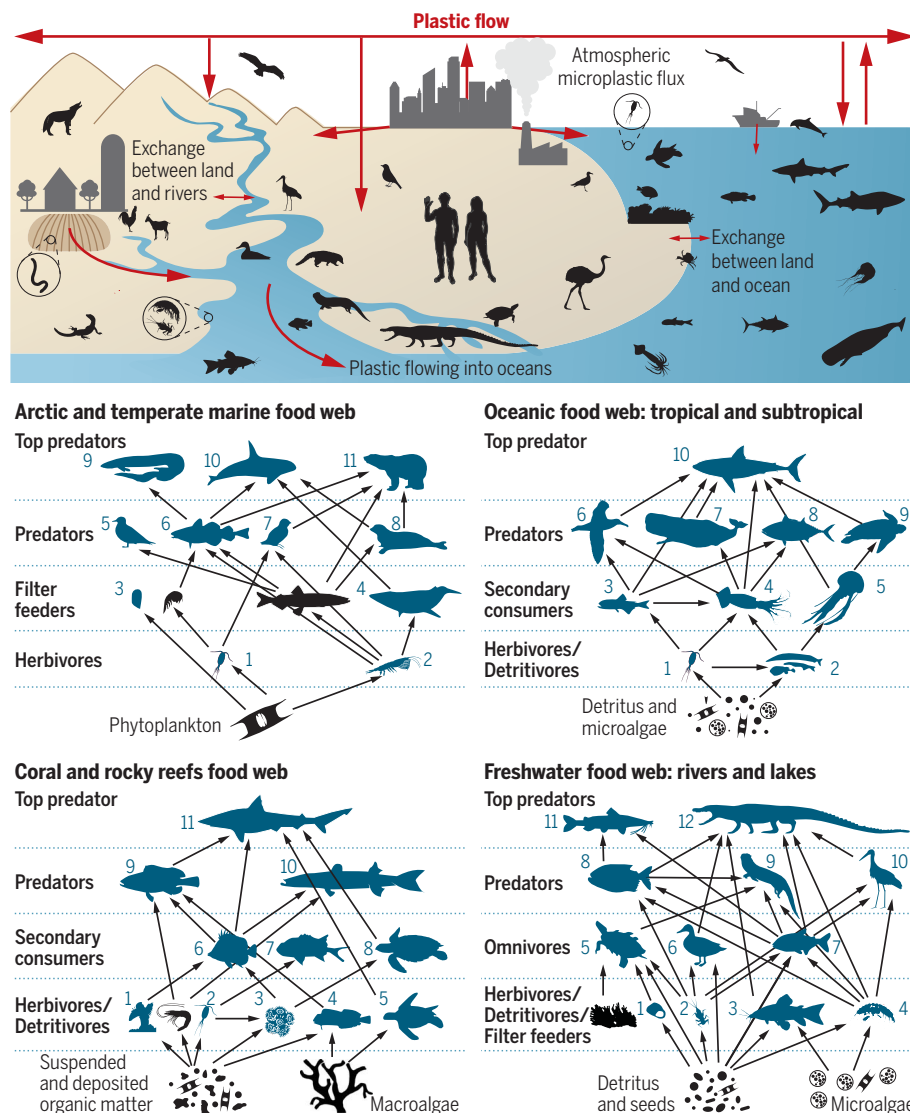 Plastic flow
Atmospheric
microplastic flux
Exchange
between land
and rivers
Exchange
between land
and ocean
Plastic flowing into oceans
Arctic and temperate marine food web
Top predators
9
10
11
Predators
5
6
7
8
Filter
feeders
3
4
Herbivores
1
2
Phytoplankton
Oceanic food web: tropical and subtropical
Top predator
10
Predators
6
7
8
9
Secondary
consumers
3
4
5
Herbivores/
Detritivores
1
2
Detritus and
microalgae
Coral and rocky reefs food web
Top predator
11
Predators
9
10
Secondary
consumers
6
7
8
Herbivores/
Detritivores
1
2
3
4
5
Suspended
and deposited
organic matter
Macroalgae
Freshwater food web: rivers and lakes
Top predators
11
12
Predators
8
9
10
Omnivores
5
6
7
Herbivores/
Detritivores/
Filter feeders
1
2
3
4
Detritus
and seeds
Microalgae